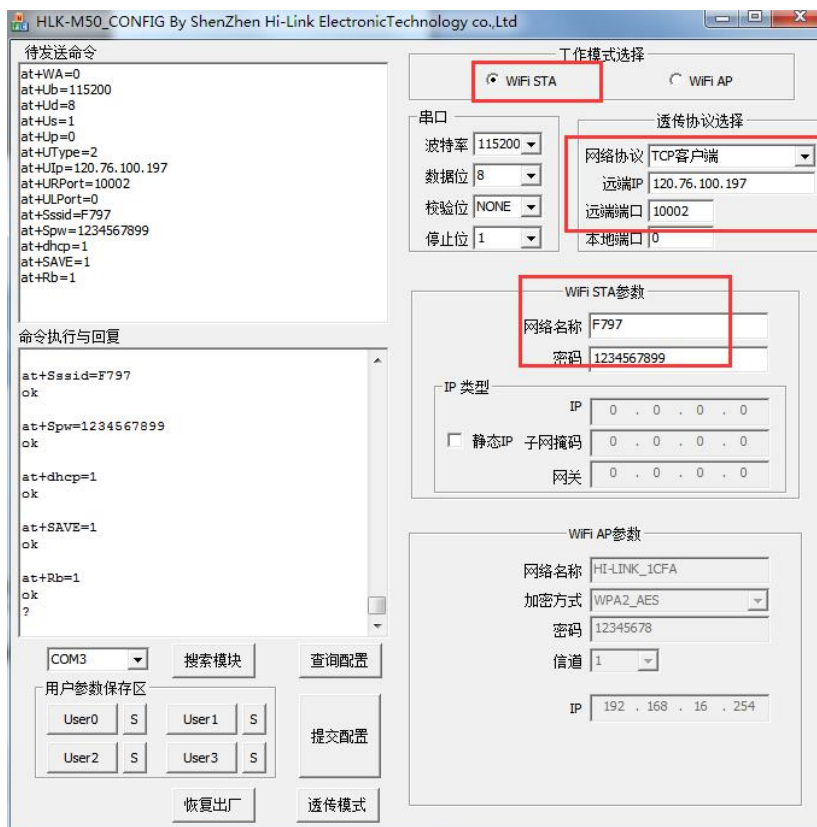 HLK-M50_CONFIG By ShenZhen Hi-Link ElectronicTechnology co.,Ltd
待发送命令
at+WA=0
at+Ub=115200
at+Ud=8
at+Us=1
at+Up=0
at+UType=2
at+UIp=120.76.100.197
at+URPort=10002
at+ULPort=0
at+Sssid=F797
at+Spw=1234567899
at+dhcp=1
at+SAVE=1
at+Rb=1
命令执行与回复
at+Sssid=F797
ok
at+Spw=1234567899
ok
at+dhcp=1
ok
at+SAVE=1
ok
at+Rb=1
ok
?
COM3 搜索模块 查询配置
用户参数保存区
User0 S User1 S
User2 S User3 S
提交配置
恢复出厂 透传模式
工作模式选择
WiFi STA WiFi AP
串口
波特率 115200
数据位 8
校验位 NONE
停止位 1
透传协议选择
网络协议 TCP客户端
远端IP 120.76.100.197
远端端口 10002
本地端口 0
WiFi STA参数
网络名称 F797
密码 1234567899
IP 类型
IP 0 . 0 . 0 . 0
静态IP 子网掩码 0 . 0 . 0 . 0
网关 0 . 0 . 0 . 0
WiFi AP参数
网络名称 HI-LINK_1CFA
加密方式 WPA2_AES
密码 12345678
信道 1
IP 192 . 168 . 16 . 254